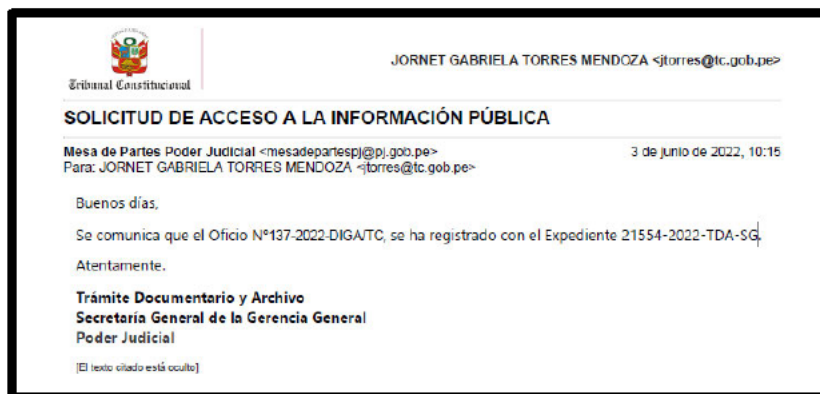 Tribunal Constitucional
JORNET GABRIELA TORRES MENDOZA <jtorres@tc.gob.pe>
SOLICITUD DE ACCESO A LA INFORMACIÓN PÚBLICA
Mesa de Partes Poder Judicial <mesadepartespj@pj.gob.pe>
3 de junio de 2022, 10:15
Para: JORNET GABRIELA TORRES MENDOZA <jtorres@tc.gob.pe>
Buenos días,
Se comunica que el Oficio Nº137-2022-DIGA/TC, se ha registrado con el Expediente 21554-2022-TDA-SG.
Atentamente.
Trámite Documentario y Archivo
Secretaría General de la Gerencia General
Poder Judicial
[El texto citado está oculto]